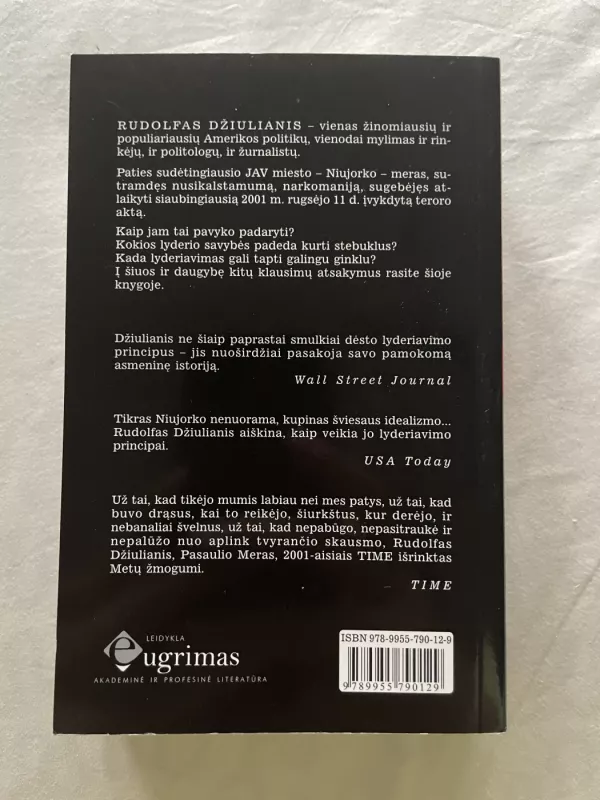 RUDOLFAS DŽIULIANIS – vienas žinomiausių ir
populiariausių Amerikos politikų, vienodai mylimas ir rin-
kėjų, ir politologų, ir žurnalistų.
Paties sudėtingiausio JAV miesto – Niujorko – meras, su-
tramdęs nusikalstamumą, narkomaniją, sugebėjęs at-
laikyti siaubingiausią 2001 m. rugsėjo 11 d. įvykdytą teroro
aktą.
Kaip jam tai pavyko padaryti?
Kokios lyderio savybės padeda kurti stebuklus?
Kada lyderiavimas gali tapti galingu ginklu?
Į šiuos ir daugybę kitų klausimų atsakymus rasite šioje
knygoje.
Džiulianis ne šiaip paprastai smulkiai dėsto lyderiavimo
principus – jis nuoširdžiai pasakoja savo pamokomą
asmeninę istoriją.
Wall Street Journal
Tikras Niujorko nenuorama, kupinas šviesaus idealizmo...
Rudolfas Džiulianis aiškina, kaip veikia jo lyderiavimo
principai.
USA Today
Už tai, kad tikėjo mumis labiau nei mes patys, už tai, kad
buvo drąsus, kai to reikėjo, šiurkštus, kur derėjo, ir
nebanaliai švelnus, už tai, kad nepabūgo, nepasitraukė ir
nepalūžo nuo aplink tvyrančio skausmo, Rudolfas
Džiulianis, Pasaulio Meras, 2001-aisiais TIME išrinktas
Metų žmogumi.
TIME
LEIDYKLA
eugrimas
AKADEMINĖ IR PROFESINĖ LITERATŪRA
ISBN 978-9955-790-12-9
9789955790129